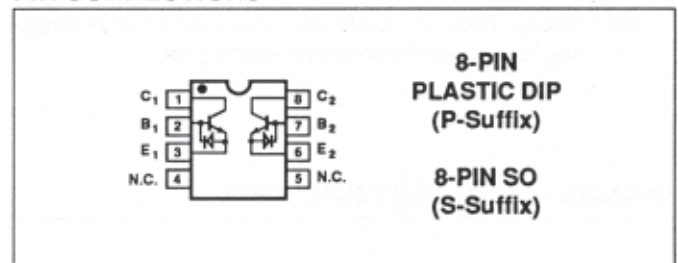 8-PIN
PLASTIC DIP
(P-Suffix)
8-PIN SO
(S-Suffix)
C1 1 8 C2
B1 2 7 B2
E1 3 6 E2
N.C. 4 5 N.C.